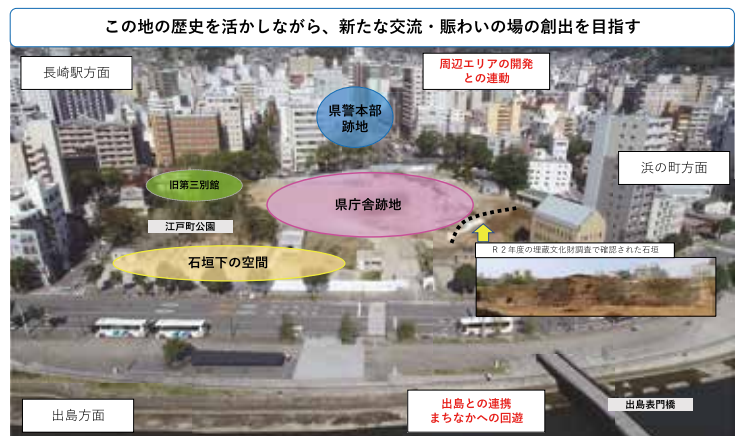 この地の歴史を活かしながら、新たな交流・賑わいの場の創出を目指す
長崎駅方面
周辺エリアの開発
との連動
県警本部
跡地
浜の町方面
旧第三別館
県庁舎跡地
江戸町公園
石垣下の空間
R２年度の埋蔵文化財調査で確認された石垣
出島方面
出島との連携
まちなかへの回遊
出島表門橋